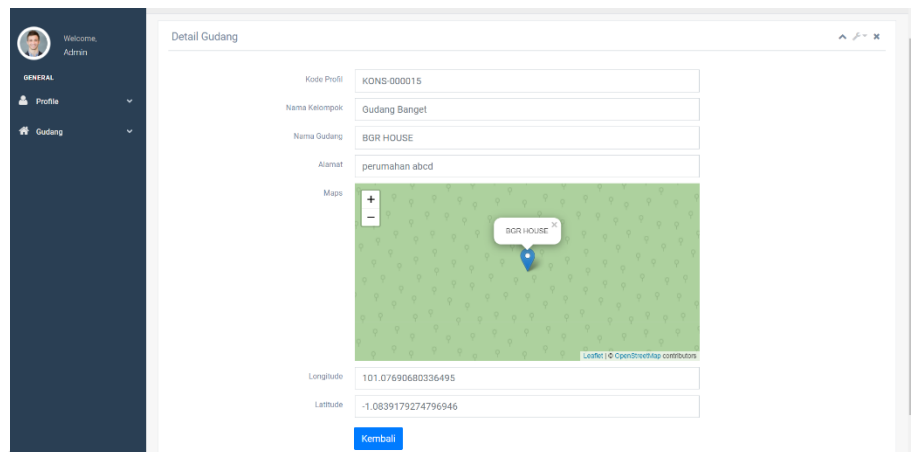 Welcome,
Admin
GENERAL
Profile
Gudang
Detail Gudang
Kode Profil
KONS-000015
Nama Kelompok
Gudang Banget
Nama Gudang
BGR HOUSE
Alamat
perumahan abcd
Maps
+
−
BGR HOUSE ×
Leaflet | © OpenStreetMap contributors
Longitude
101.07690680336495
Latitude
-1.0839179274796946
Kembali